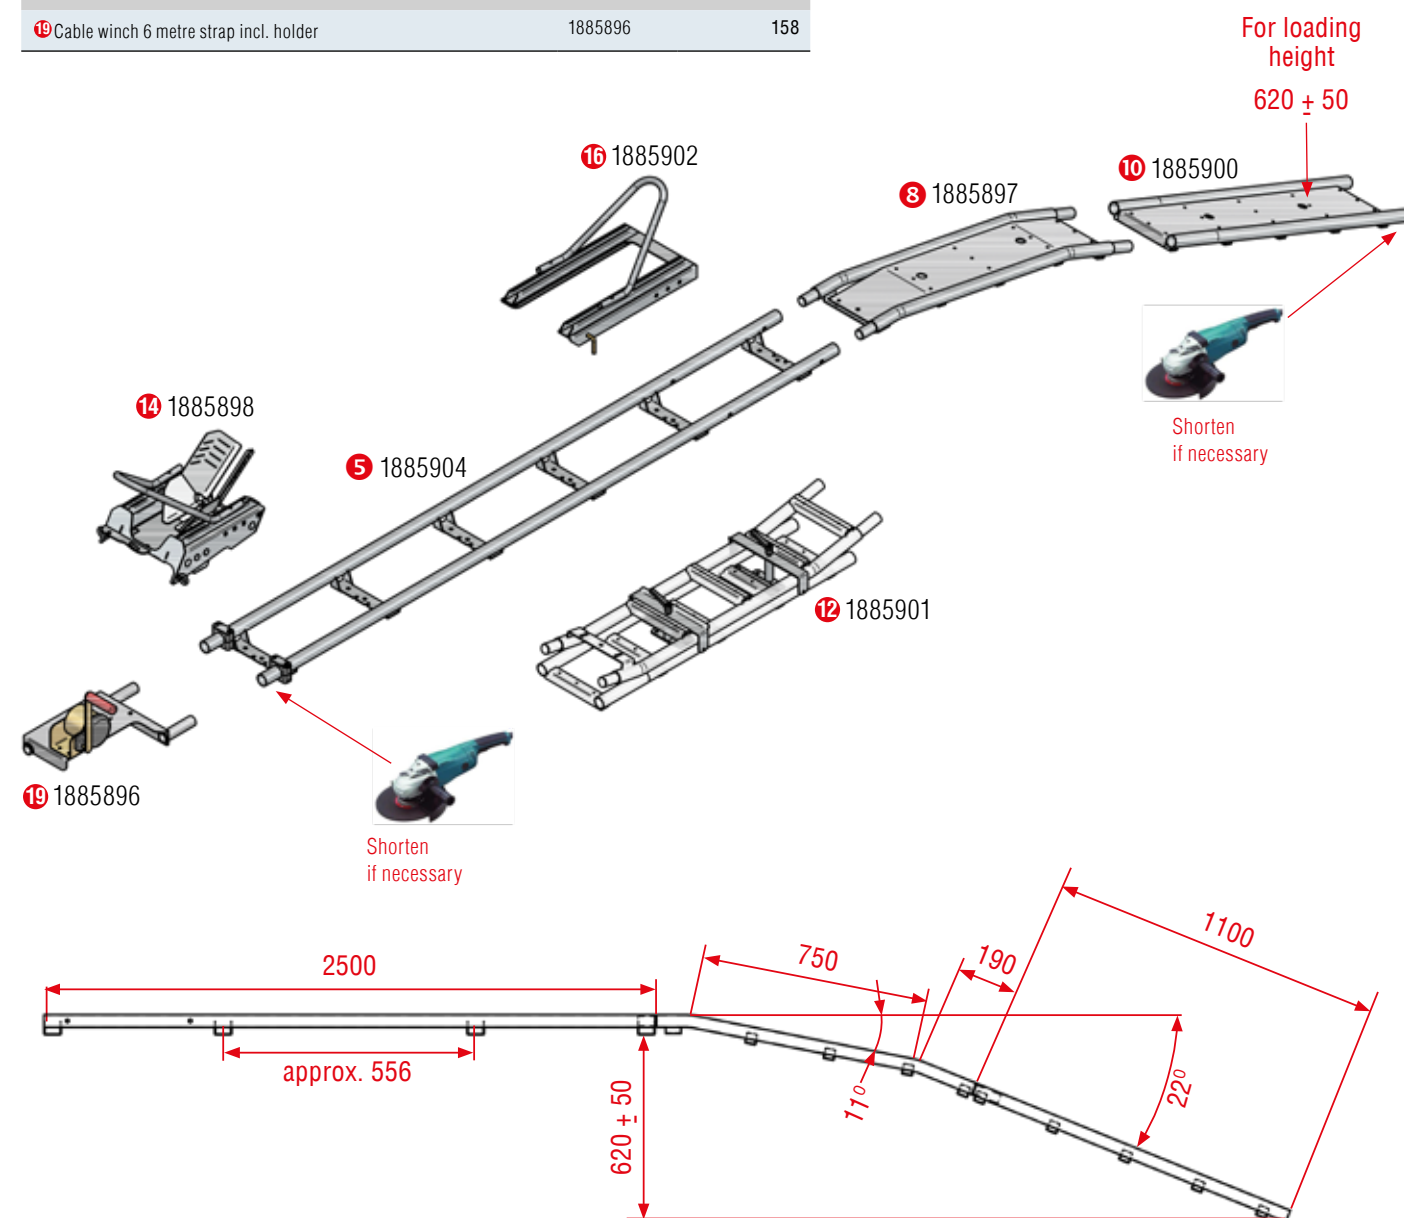 19 Cable winch 6 metre strap incl. holder 1885896 158
For loading
height
620 ± 50
16 1885902
10 1885900
8 1885897
14 1885898
5 1885904
Shorten
if necessary
12 1885901
19 1885896
Shorten
if necessary
2500
750
190
1100
approx. 556
620 ± 50
11⁰
22⁰